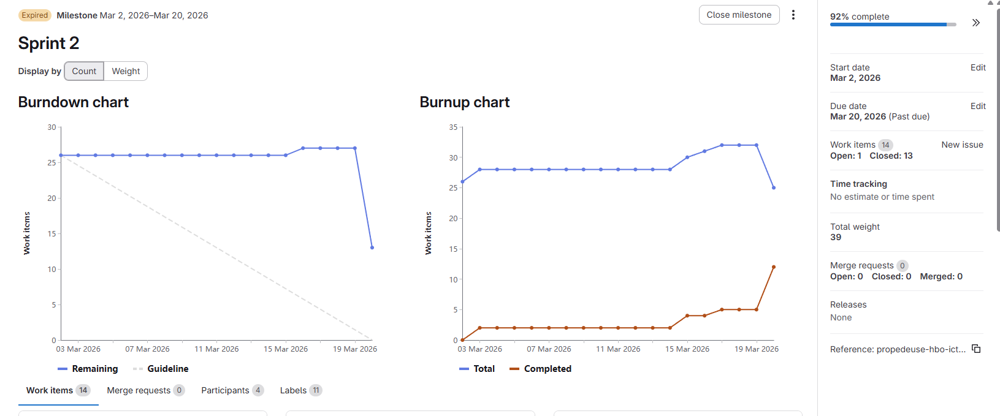 Expired Milestone Mar 2, 2026–Mar 20, 2026
Close milestone
Sprint 2
Display by Count Weight
Burndown chart
30
25
20
15
10
5
0
Work items
03 Mar 2026 07 Mar 2026 11 Mar 2026 15 Mar 2026 19 Mar 2026
Remaining Guideline
Burnup chart
35
30
25
20
15
10
5
0
Work items
03 Mar 2026 07 Mar 2026 11 Mar 2026 15 Mar 2026 19 Mar 2026
Total Completed
Work items 14 Merge requests 0 Participants 4 Labels 11
92% complete
Start date Edit
Mar 2, 2026
Due date Edit
Mar 20, 2026 (Past due)
Work items 14 New issue
Open: 1 Closed: 13
Time tracking
No estimate or time spent
Total weight
39
Merge requests 0
Open: 0 Closed: 0 Merged: 0
Releases
None
Reference: propedeuse-hbo-ict...